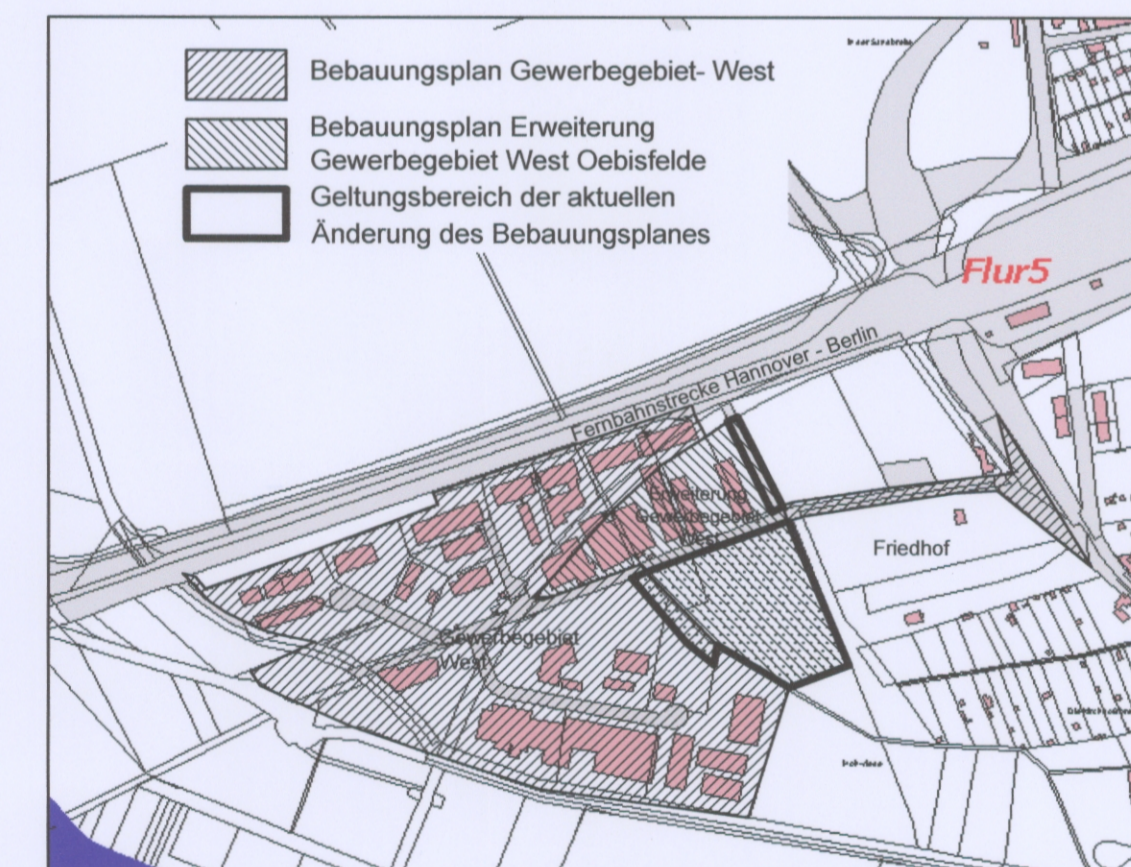 Bebauungsplan Gewerbegebiet- West
Bebauungsplan Erweiterung
Gewerbegebiet West Oebisfelde
Geltungsbereich der aktuellen
Änderung des Bebauungsplanes
Flur5
Fernbahnstrecke Hannover - Berlin
Erweiterung
Gewerbegebiet
West
Friedhof
Gewerbegebiet
West